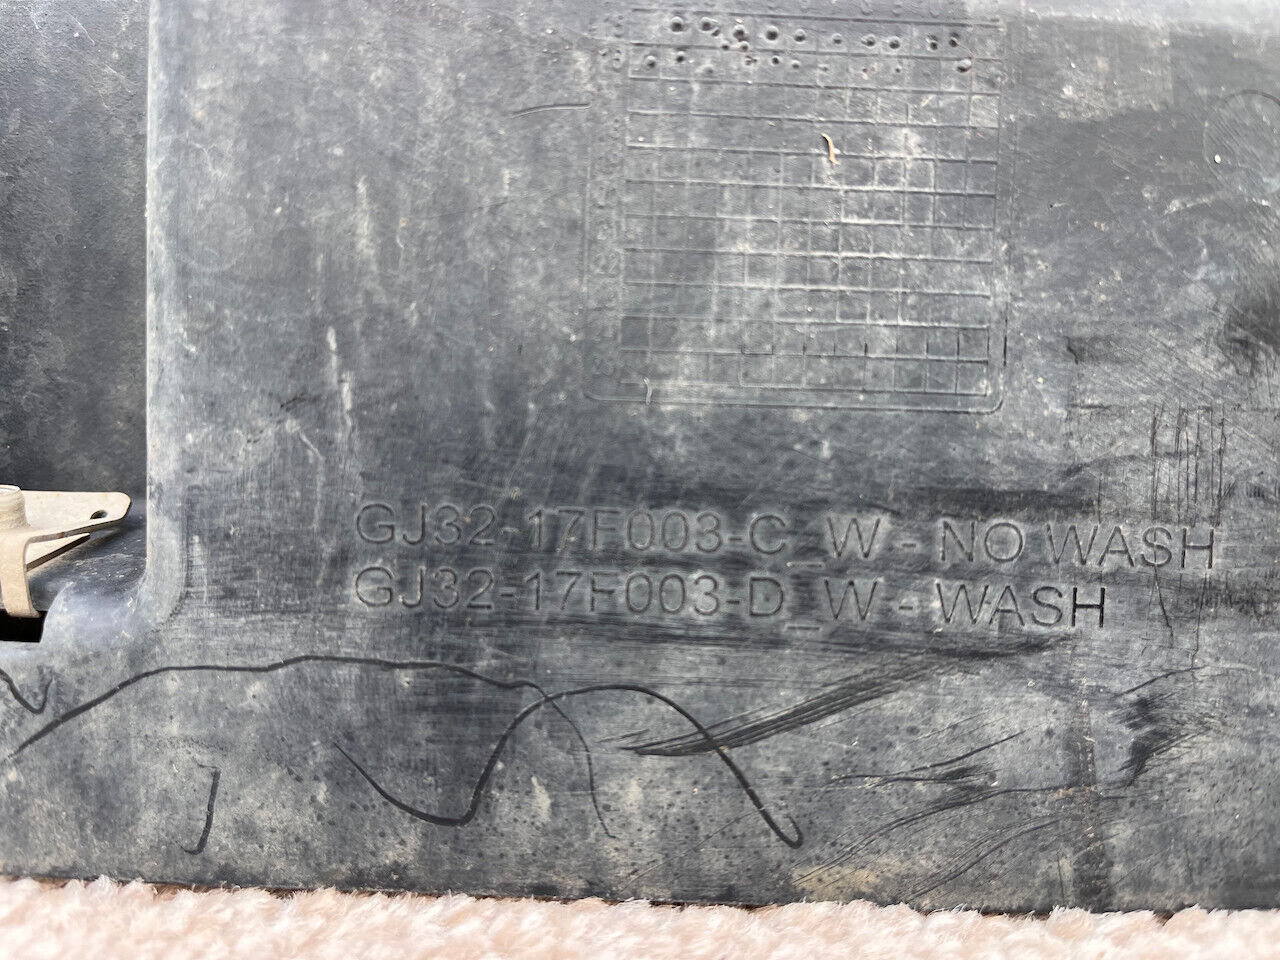 GJ32-17F003-C_W - NO WASH
GJ32-17F003-D_W - WASH